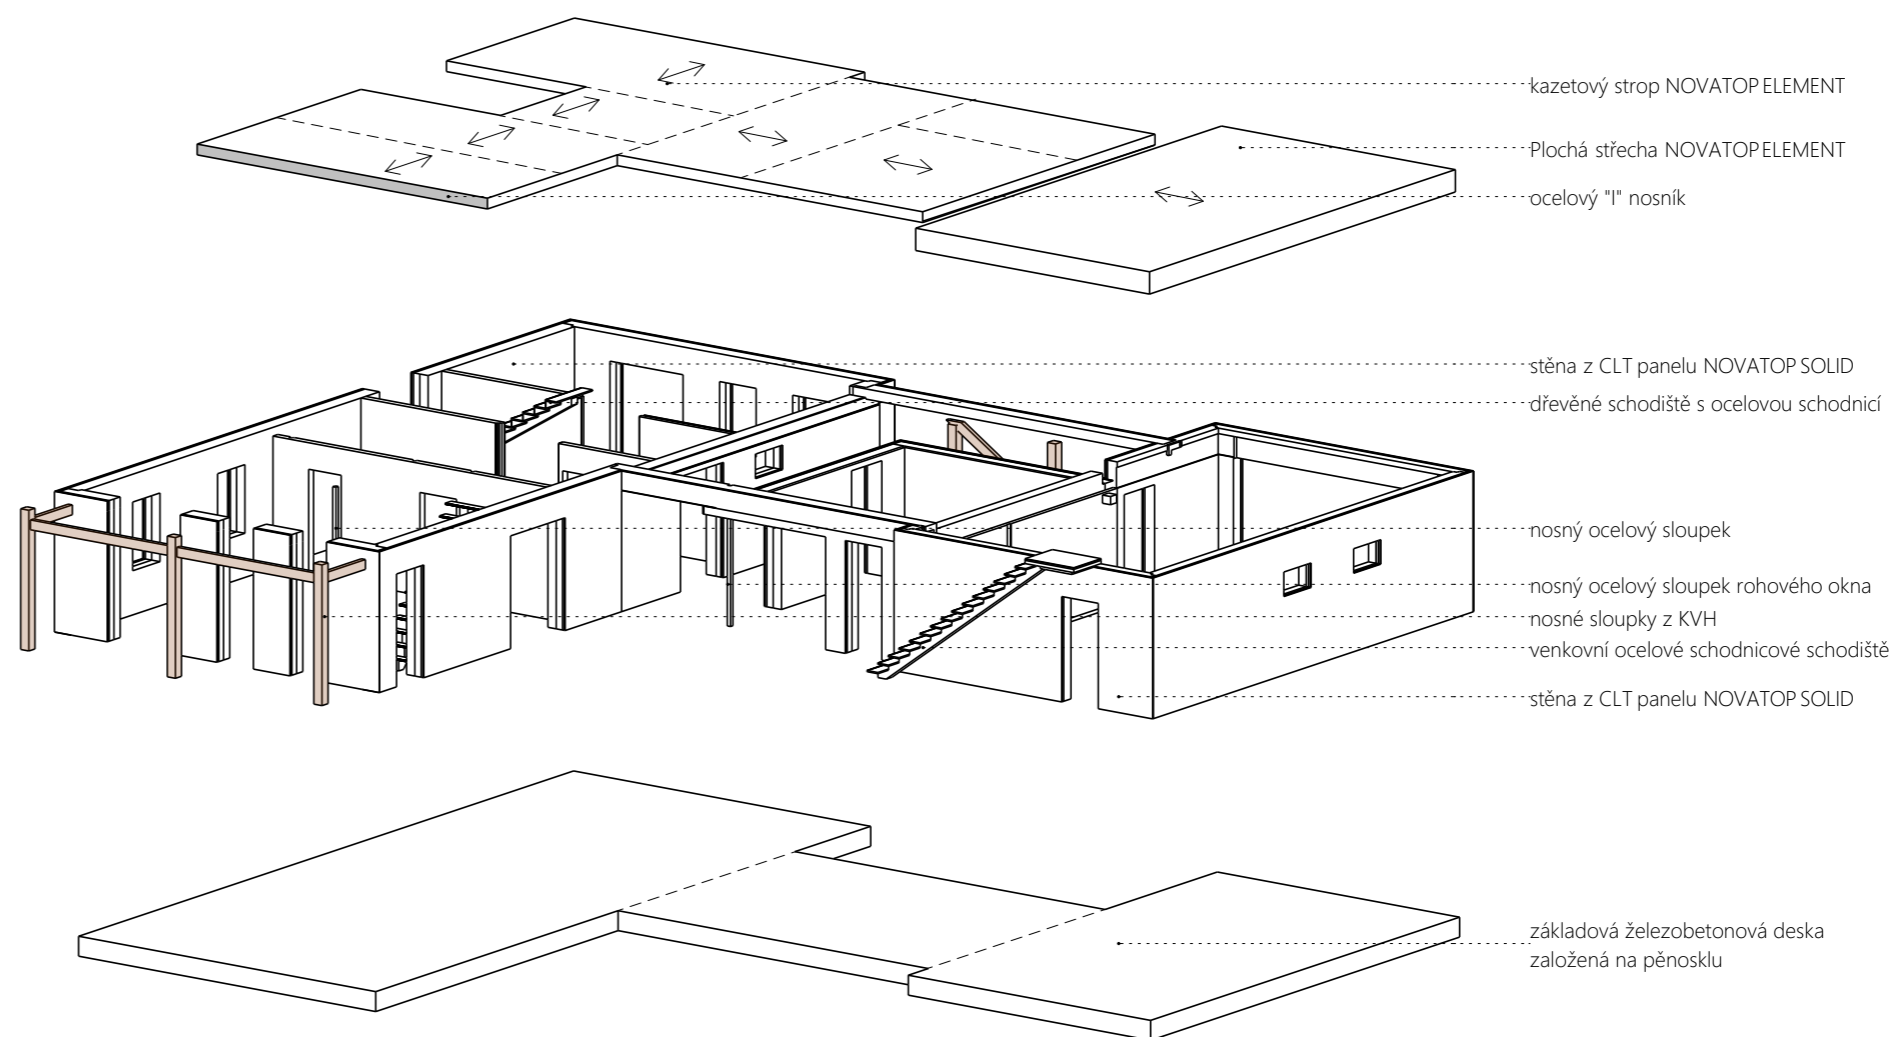 kazetový strop NOVATOP ELEMENT
Plochá střecha NOVATOP ELEMENT
ocelový "I" nosník
stěna z CLT panelu NOVATOP SOLID
dřevěné schodiště s ocelovou schodnicí
nosný ocelový sloupek
nosný ocelový sloupek rohového okna
nosné sloupky z KVH
venkovní ocelové schodnicové schodiště
stěna z CLT panelu NOVATOP SOLID
základová železobetonová deska
založená na pěnosklu